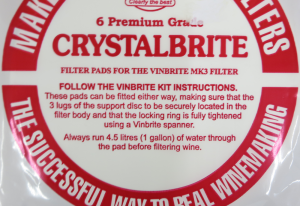 Clearly the best
6 Premium Grade
CRYSTALBRITE
FILTER PADS FOR THE VINBRITE MK3 FILTER
FOLLOW THE VINBRITE KIT INSTRUCTIONS.
These pads can be fitted either way, making sure that the
3 lugs of the support disc to be securely located in the
filter body and that the locking ring is fully tightened
using a Vinbrite spanner.
Always run 4.5 litres (1 gallon) of water through
the pad before filtering wine.
THE SUCCESSFUL WAY TO REAL WINEMAKING